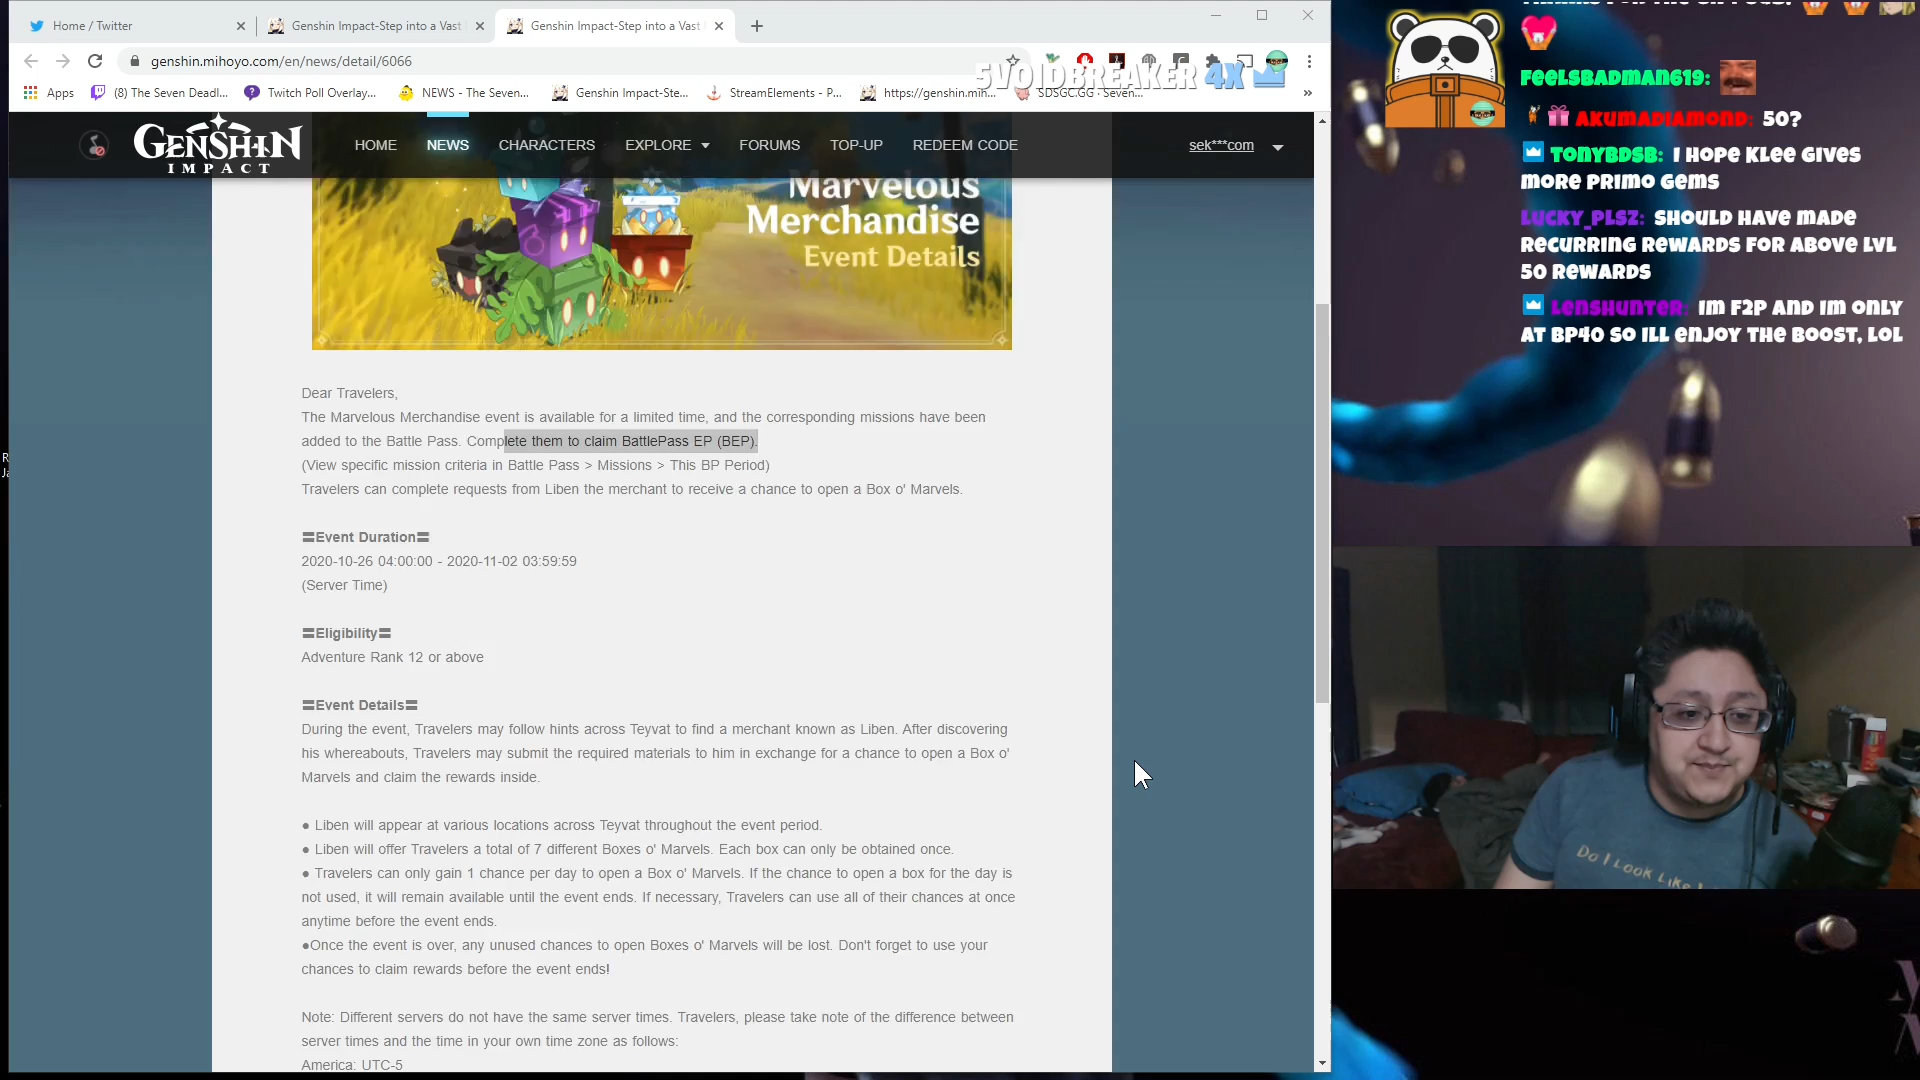 Home / Twitter
Genshin Impact-Step into a Vast
Genshin Impact-Step into a Vast
genshin.mihoyo.com/en/news/detail/6066
5VOIDBREAKER 4X
Apps
(8) The Seven Deadl...
Twitch Poll Overlay...
NEWS - The Seven...
Genshin Impact-Ste...
StreamElements - P...
https://genshin.mih...
SDSGC.GG · Seven...
»
GENSHIN
IMPACT
HOME
NEWS
CHARACTERS
EXPLORE
FORUMS
TOP-UP
REDEEM CODE
sek***com
Marvelous
Merchandise
Event Details
Dear Travelers,
The Marvelous Merchandise event is available for a limited time, and the corresponding missions have been
added to the Battle Pass. Complete them to claim BattlePass EP (BEP).
(View specific mission criteria in Battle Pass > Missions > This BP Period)
Travelers can complete requests from Liben the merchant to receive a chance to open a Box o' Marvels.
〓Event Duration〓
2020-10-26 04:00:00 - 2020-11-02 03:59:59
(Server Time)
〓Eligibility〓
Adventure Rank 12 or above
〓Event Details〓
During the event, Travelers may follow hints across Teyvat to find a merchant known as Liben. After discovering
his whereabouts, Travelers may submit the required materials to him in exchange for a chance to open a Box o'
Marvels and claim the rewards inside.
● Liben will appear at various locations across Teyvat throughout the event period.
● Liben will offer Travelers a total of 7 different Boxes o' Marvels. Each box can only be obtained once.
● Travelers can only gain 1 chance per day to open a Box o' Marvels. If the chance to open a box for the day is
not used, it will remain available until the event ends. If necessary, Travelers can use all of their chances at once
anytime before the event ends.
●Once the event is over, any unused chances to open Boxes o' Marvels will be lost. Don't forget to use your
chances to claim rewards before the event ends!
Note: Different servers do not have the same server times. Travelers, please take note of the difference between
server times and the time in your own time zone as follows:
America: UTC-5
FeelsBadMan619:
AkumaDiamond: 50?
TonyBDSB: I hope Klee gives
more primo gems
Lucky_Plsz: should have made
recurring rewards for above lvl
50 rewards
Lenshunter: Im F2P and im only
at BP40 so ill enjoy the boost, lol
Do I Look Like I